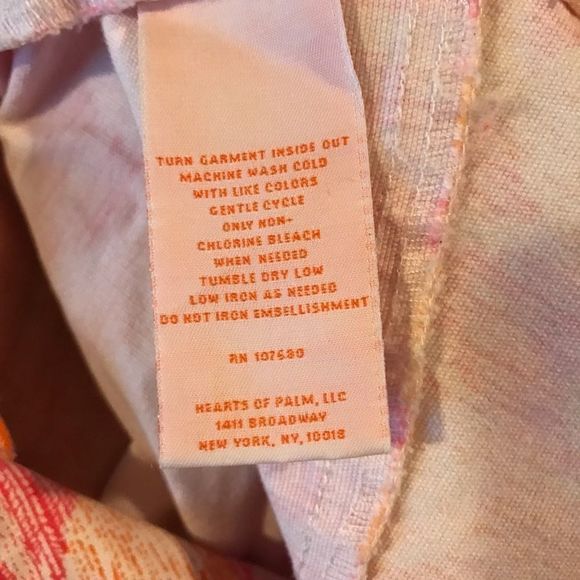 TURN GARMENT INSIDE OUT
MACHINE WASH COLD
WITH LIKE COLORS
GENTLE CYCLE
ONLY NON-
CHLORINE BLEACH
WHEN NEEDED
TUMBLE DRY LOW
LOW IRON AS NEEDED
DO NOT IRON EMBELLISHMENT
RN 107680
HEARTS OF PALM, LLC
1411 BROADWAY
NEW YORK, NY, 10018